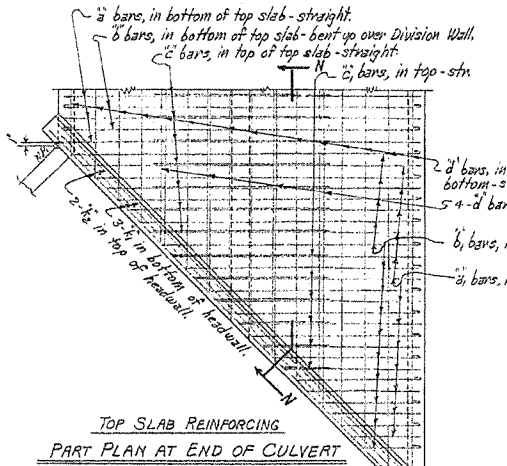 "a" bars, in bottom of top slab-straight.
"b" bars, in bottom of top slab-bent up over Division Wall.
"c" bars, in top of top slab-straight.
N
"c₁" bars, in top-str.
"d" bars, in
bottom-s
4-"d" bar
"b₁" bars,
"a₁" bars,
2-"k₂" in top of headwall.
3-"k₁" in bottom of headwall.
N
TOP SLAB REINFORCING
PART PLAN AT END OF CULVERT